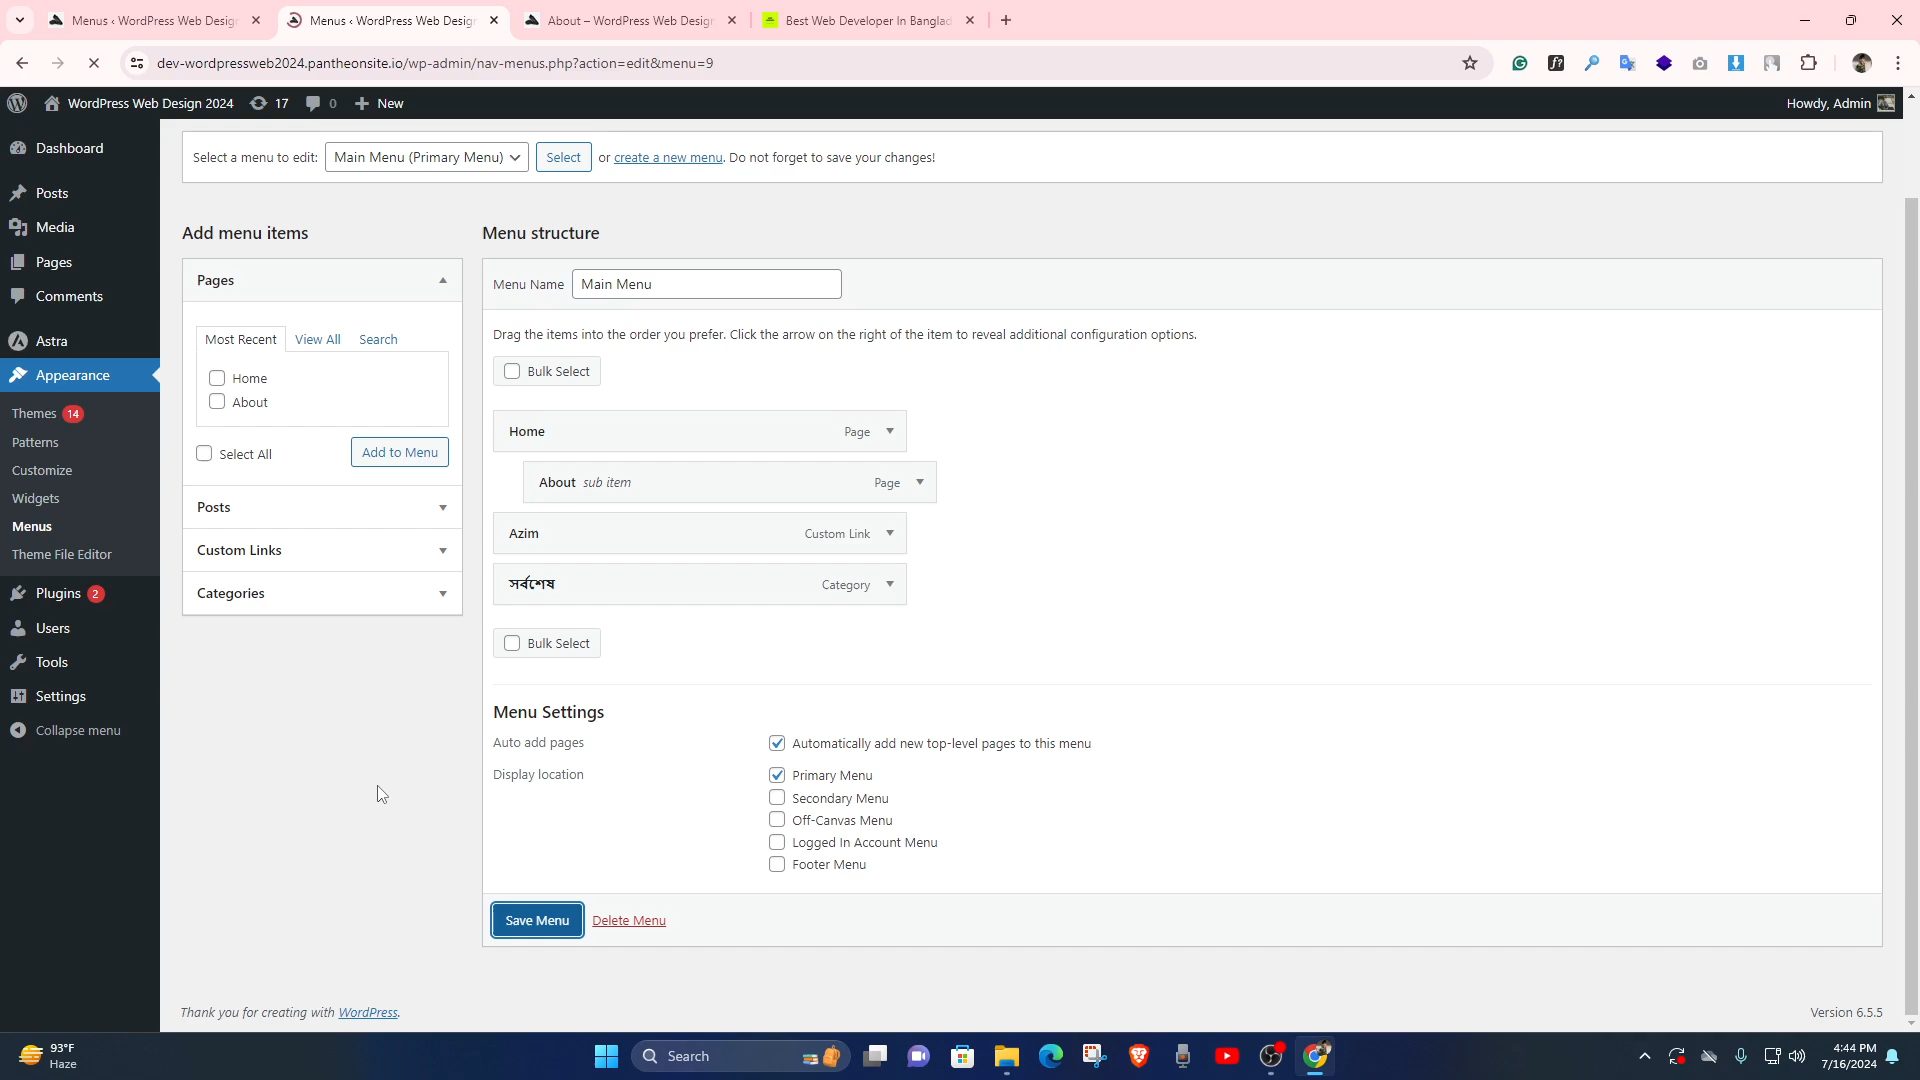 Menus ‹ WordPress Web Desig
Menus ‹ WordPress Web Desig
About – WordPress Web Desig
Best Web Developer In Banglad
dev-wordpressweb2024.pantheonsite.io/wp-admin/nav-menus.php?action=edit&menu=9
WordPress Web Design 2024
17
0
New
Howdy, Admin
Dashboard
Posts
Media
Pages
Comments
Astra
Appearance
Themes 14
Patterns
Customize
Widgets
Menus
Theme File Editor
Plugins 2
Users
Tools
Settings
Collapse menu
Select a menu to edit: Main Menu (Primary Menu) Select or create a new menu. Do not forget to save your changes!
Add menu items
Pages
Most Recent View All Search
Home
About
Select All Add to Menu
Posts
Custom Links
Categories
Menu structure
Menu Name Main Menu
Drag the items into the order you prefer. Click the arrow on the right of the item to reveal additional configuration options.
Bulk Select
Home Page
About sub item Page
Azim Custom Link
সর্বশেষ Category
Bulk Select
Menu Settings
Auto add pages Automatically add new top-level pages to this menu
Display location Primary Menu
Secondary Menu
Off-Canvas Menu
Logged In Account Menu
Footer Menu
Save Menu Delete Menu
Thank you for creating with WordPress.
Version 6.5.5
93°F
Haze
Search
4:44 PM
7/16/2024